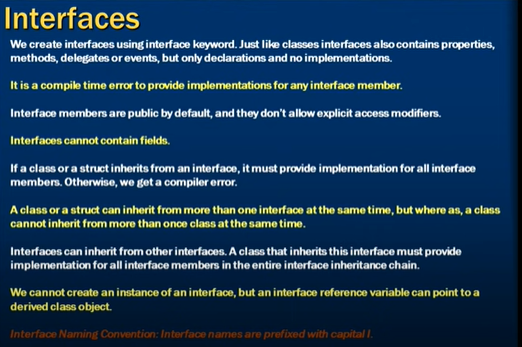 Interfaces
We create interfaces using interface keyword. Just like classes interfaces also contains properties,
methods, delegates or events, but only declarations and no implementations.
It is a compile time error to provide implementations for any interface member.
Interface members are public by default, and they don't allow explicit access modifiers.
Interfaces cannot contain fields.
If a class or a struct inherits from an interface, it must provide implementation for all interface
members. Otherwise, we get a compiler error.
A class or a struct can inherit from more than one interface at the same time, but where as, a class
cannot inherit from more than once class at the same time.
Interfaces can inherit from other interfaces. A class that inherits this interface must provide
implementation for all interface members in the entire interface inheritance chain.
We cannot create an instance of an interface, but an interface reference variable can point to a
derived class object.
Interface Naming Convention: Interface names are prefixed with capital I.